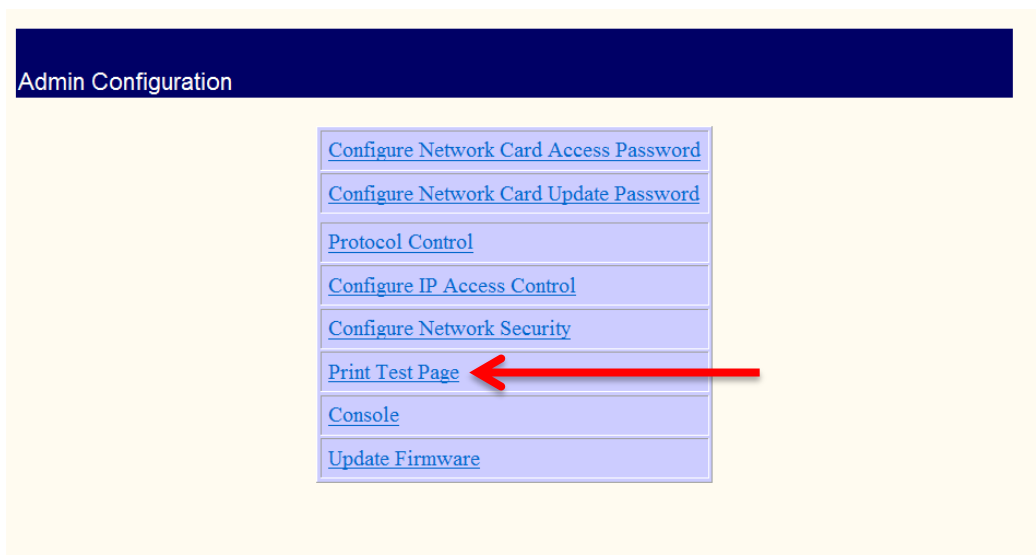 Admin Configuration
Configure Network Card Access Password
Configure Network Card Update Password
Protocol Control
Configure IP Access Control
Configure Network Security
Print Test Page
Console
Update Firmware